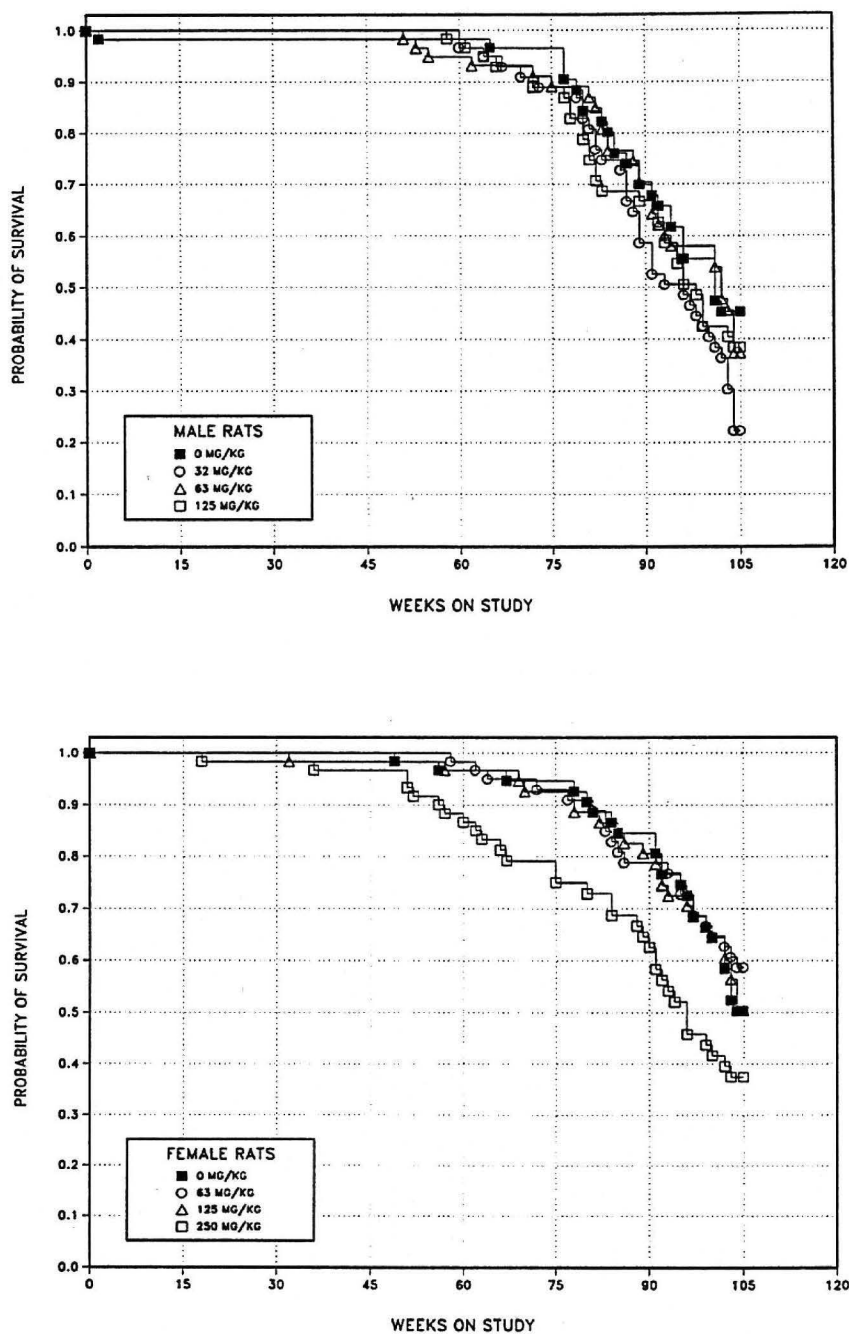 1.0
0.9
0.8
0.7
0.6
0.5
0.4
0.3
0.2
0.1
0.0
PROBABILITY OF SURVIVAL
MALE RATS
0 MG/KG
32 MG/KG
63 MG/KG
125 MG/KG
0 15 30 45 60 75 90 105 120
WEEKS ON STUDY
1.0
0.9
0.8
0.7
0.6
0.5
0.4
0.3
0.2
0.1
0.0
PROBABILITY OF SURVIVAL
FEMALE RATS
0 MG/KG
63 MG/KG
125 MG/KG
250 MG/KG
0 15 30 45 60 75 90 105 120
WEEKS ON STUDY